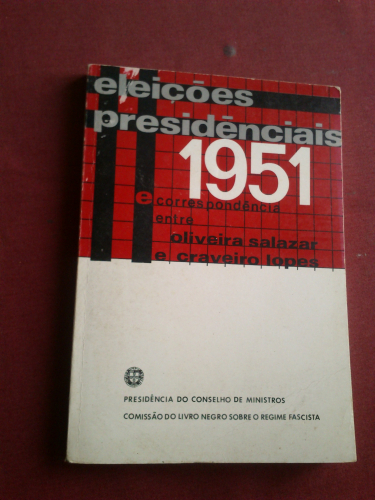 eleições
presidênciais
1951
e correspondência
entre
oliveira salazar
e craveiro lopes
PRESIDÊNCIA DO CONSELHO DE MINISTROS
COMISSÃO DO LIVRO NEGRO SOBRE O REGIME FASCISTA